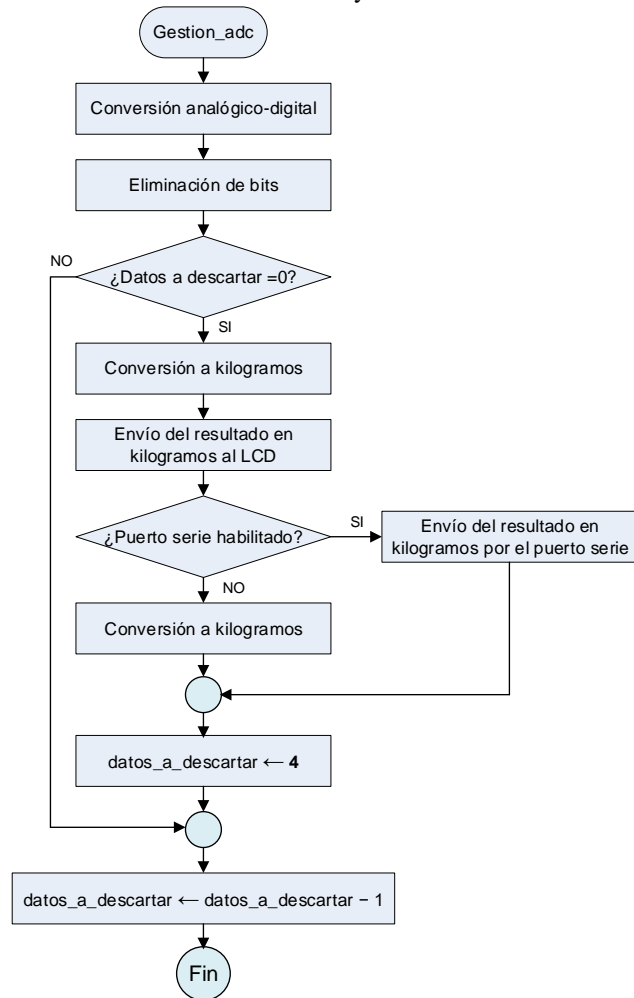 y
Gestion_adc
Conversión analógico-digital
Eliminación de bits
NO
¿Datos a descartar =0?
SI
Conversión a kilogramos
Envío del resultado en
kilogramos al LCD
¿Puerto serie habilitado?
SI
Envío del resultado en
kilogramos por el puerto serie
NO
Conversión a kilogramos
datos_a_descartar ← 4
datos_a_descartar ← datos_a_descartar − 1
Fin